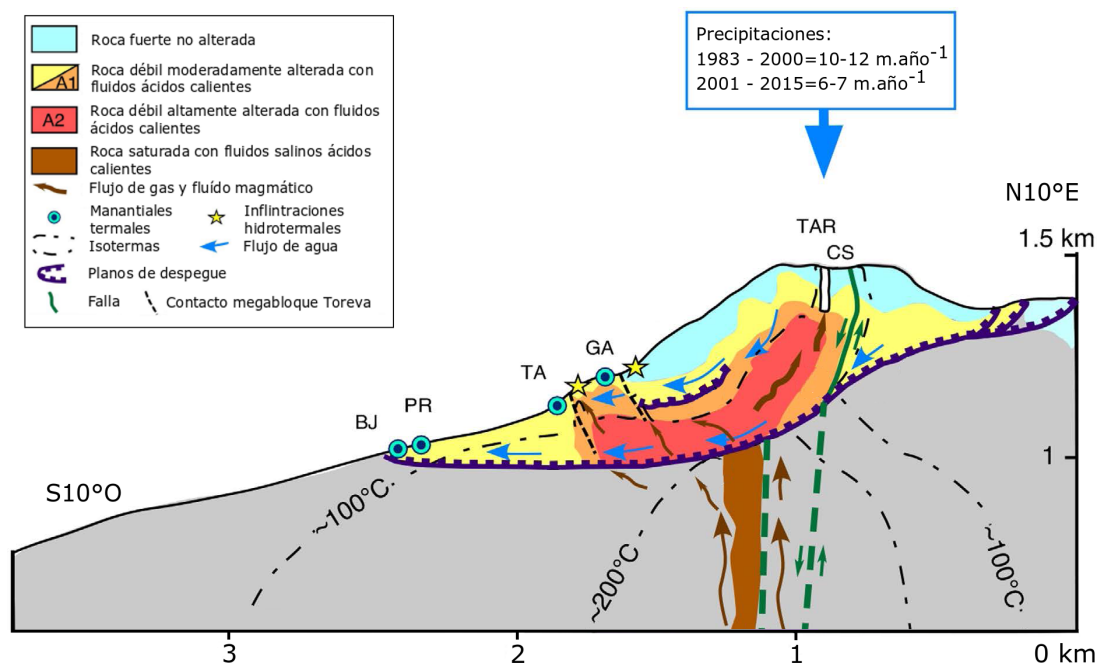 Roca fuerte no alterada
A1
Roca débil moderadamente alterada con
fluidos ácidos calientes
A2
Roca débil altamente alterada con fluidos
ácidos calientes
Roca saturada con fluidos salinos ácidos
calientes
Flujo de gas y fluído magmático
Manantiales
termales
Inflintraciones
hidrotermales
Isotermas
Flujo de agua
Planos de despegue
Falla
Contacto megabloque Toreva
Precipitaciones:
1983 - 2000=10-12 m.año⁻¹
2001 - 2015=6-7 m.año⁻¹
N10°E
TAR
1.5 km
CS
GA
TA
PR
BJ
1
S10°O
~100°C
~200°C
~100°C
3
2
1
0 km